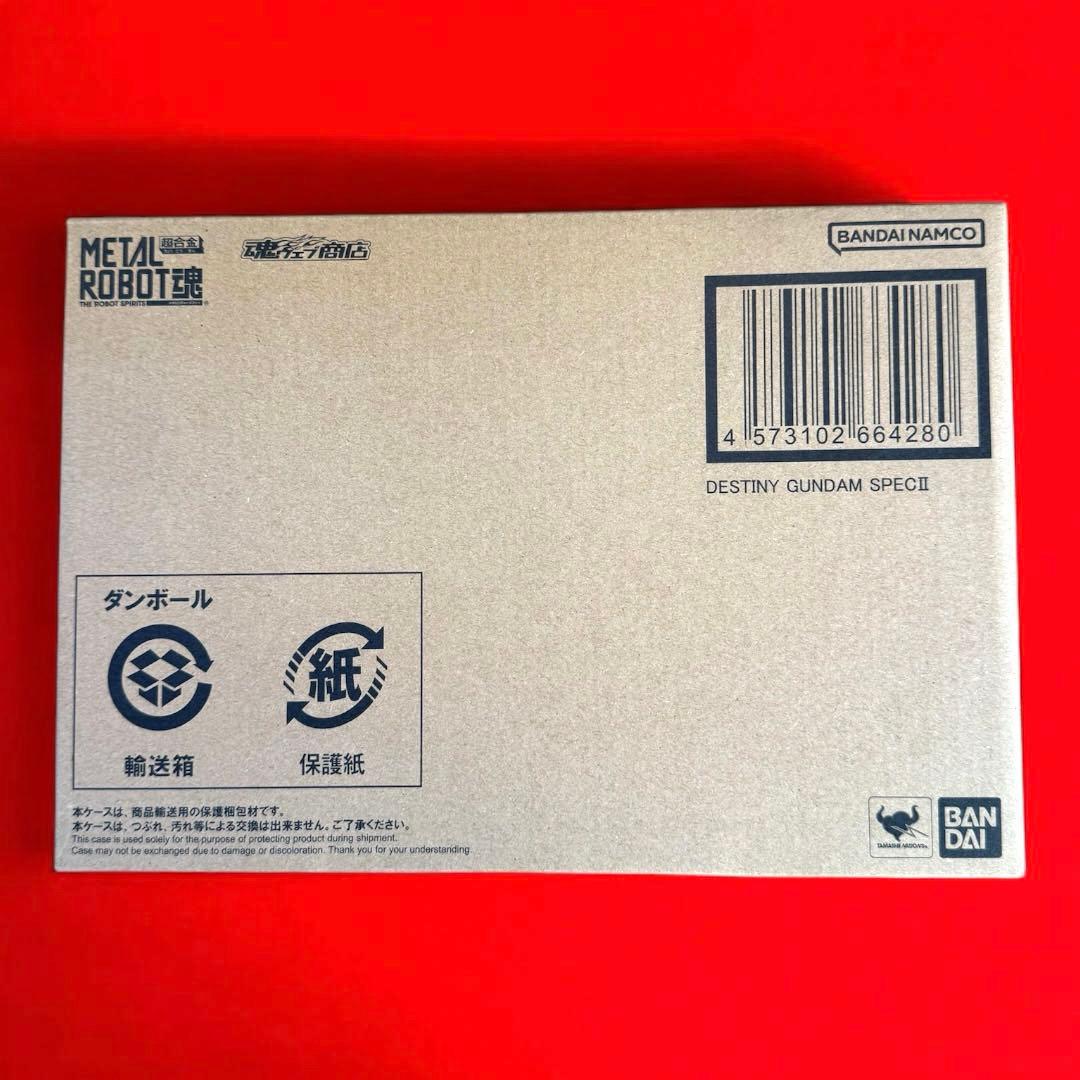 METAL 超合金
ROBOT魂
THE ROBOT SPIRITS
魂ウェブ商店
BANDAI NAMCO
4 573102 664280
DESTINY GUNDAM SPECⅡ
ダンボール
紙
輸送箱
保護紙
本ケースは、商品輸送用の保護梱包材です。
本ケースは、つぶれ、汚れ等による交換は出来ません。ご了承ください。
This case is used solely for the purpose of protecting product during shipment.
Case may not be exchanged due to damage or discoloration. Thank you for your understanding.
TAMASHII NATIONS
BAN
DAI